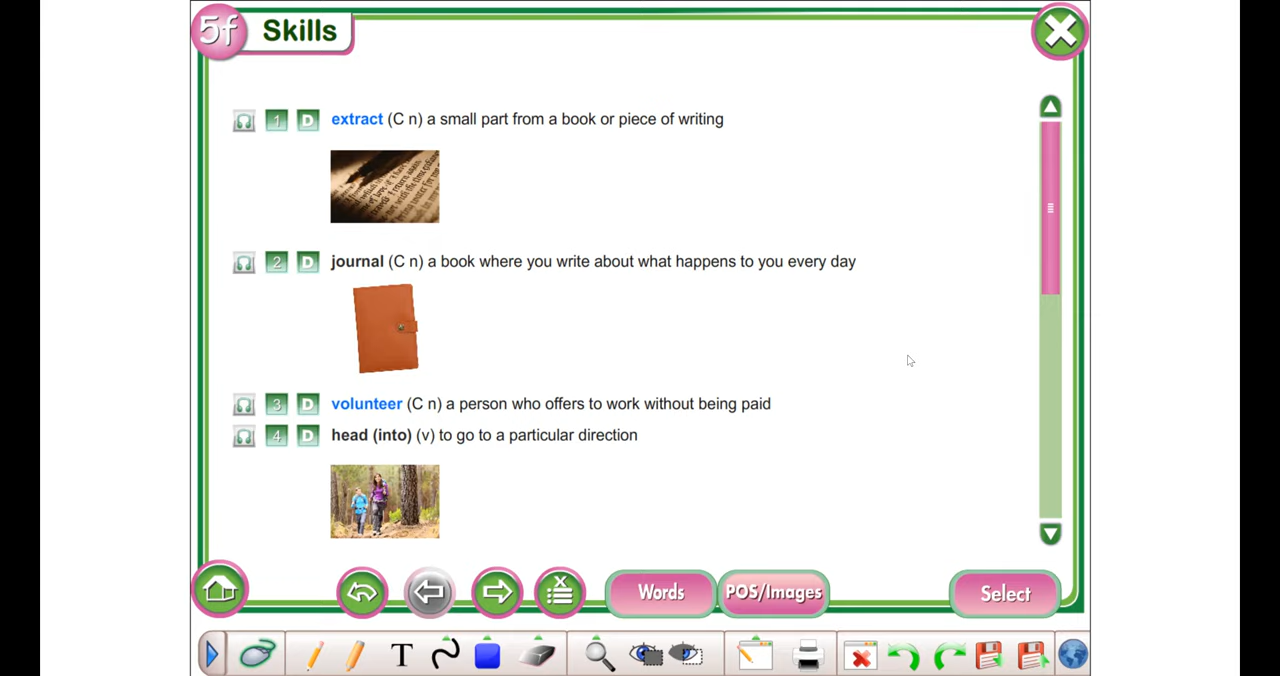 5f Skills
1 D extract (C n) a small part from a book or piece of writing
2 D journal (C n) a book where you write about what happens to you every day
3 D volunteer (C n) a person who offers to work without being paid
4 D head (into) (v) to go to a particular direction
X
Words POS/Images Select
T